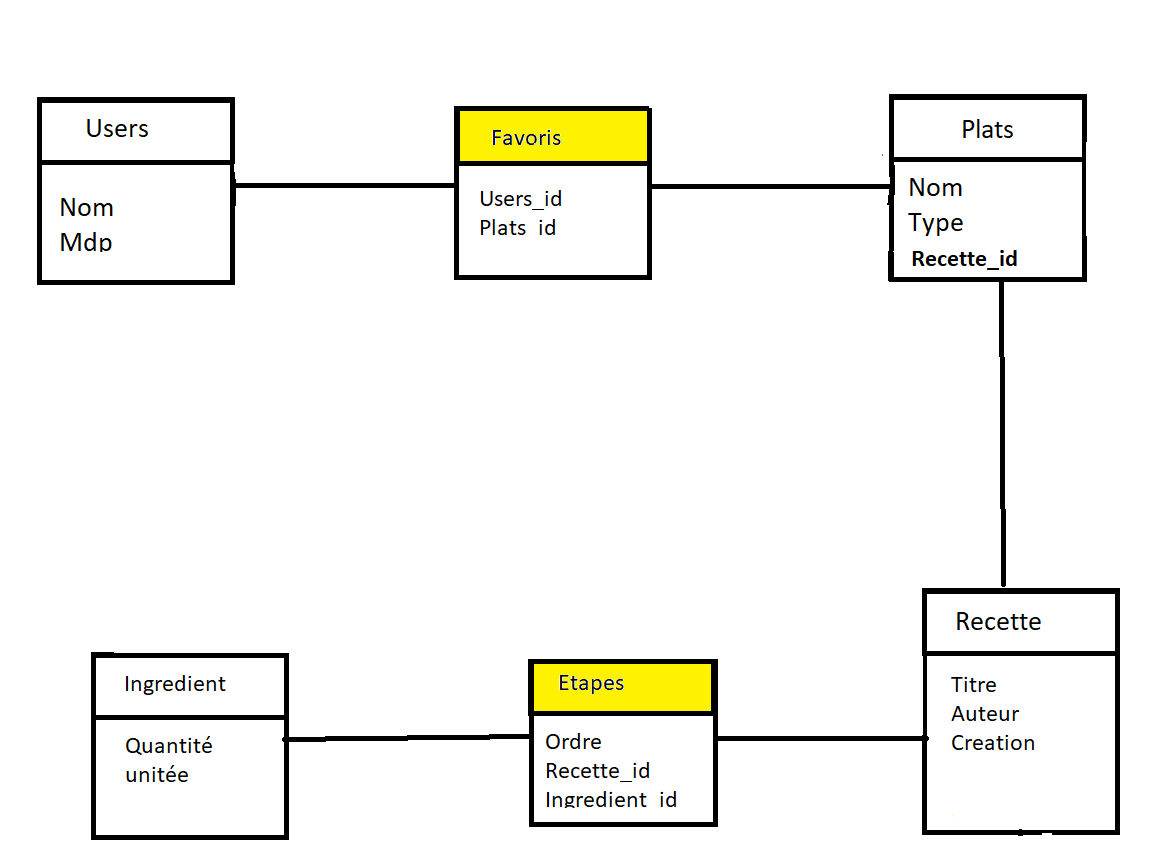 Users
Nom
Mdp
Favoris
Users_id
Plats_id
Plats
Nom
Type
Recette_id
Ingredient
Quantité
unitée
Etapes
Ordre
Recette_id
Ingredient_id
Recette
Titre
Auteur
Creation